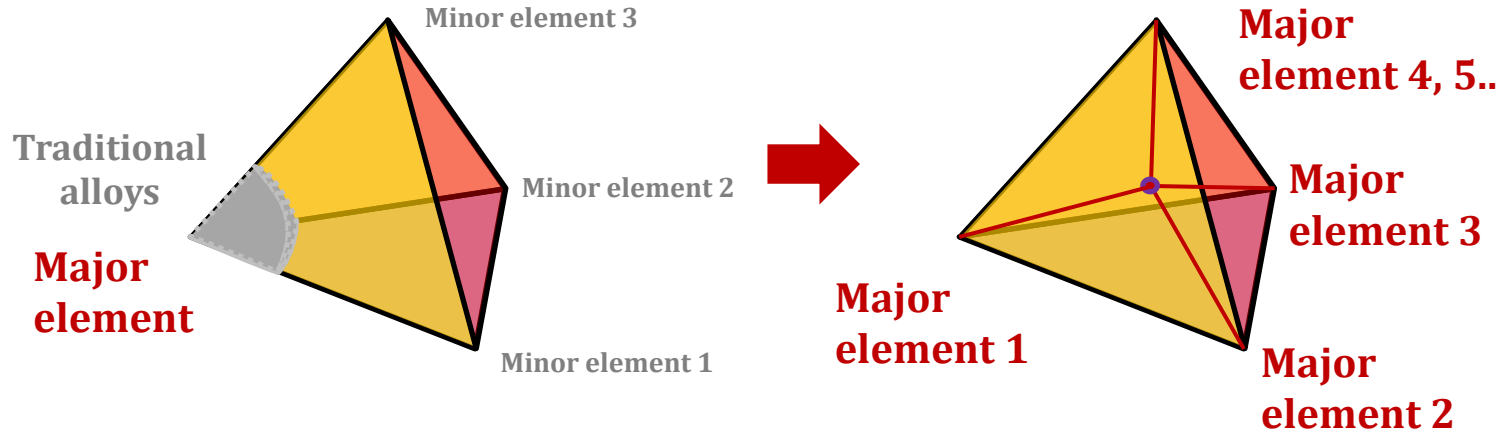 Minor element 3
Traditional
alloys
Minor element 2
Major
element
Minor element 1
Major
element 4, 5..
Major
element 3
Major
element 1
Major
element 2